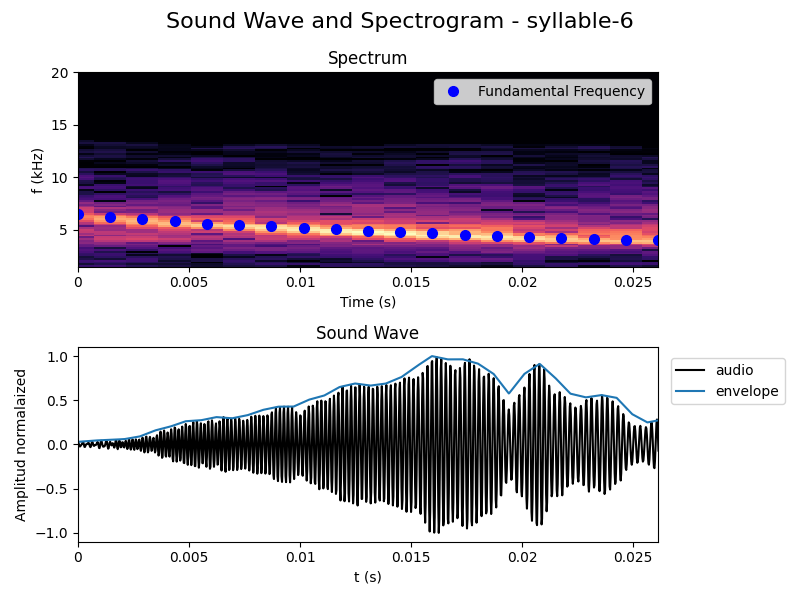 Sound Wave and Spectrogram - syllable-6
Spectrum
20
15
10
5
f (kHz)
Fundamental Frequency
0
0.005
0.010
0.015
0.02
0.025
Time (s)
Sound Wave
1.0
0.5
0.0
−0.5
−1.0
Amplitud normalaized
audio
envelope
0
0.005
0.01
0.015
0.02
0.025
t (s)